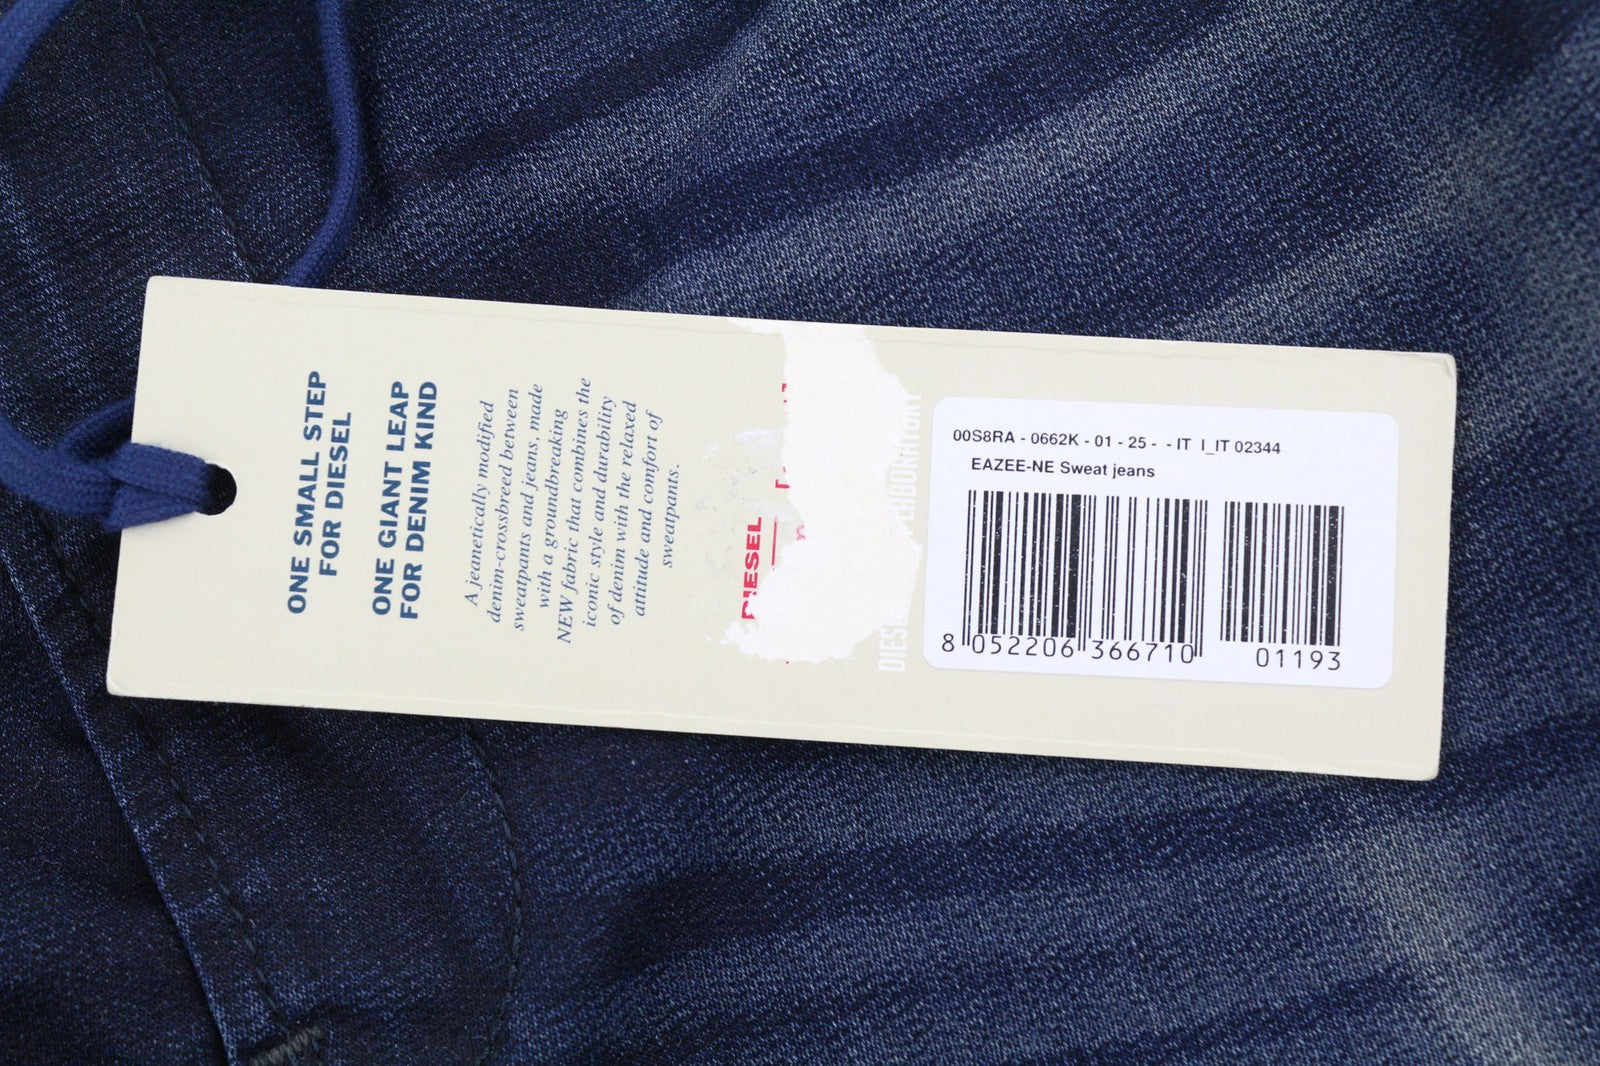 ONE SMALL STEP
FOR DIESEL
ONE GIANT LEAP
FOR DENIM KIND
A jeanetically modified
denim-crossbreed between
sweatpants and jeans, made
with a groundbreaking
NEW fabric that combines the
iconic style and durability
of denim with the relaxed
attitude and comfort of
sweatpants.
DIESEL
00S8RA - 0662K - 01 - 25 - - IT I_IT 02344
EAZEE-NE Sweat jeans
8 052206 366710 01193